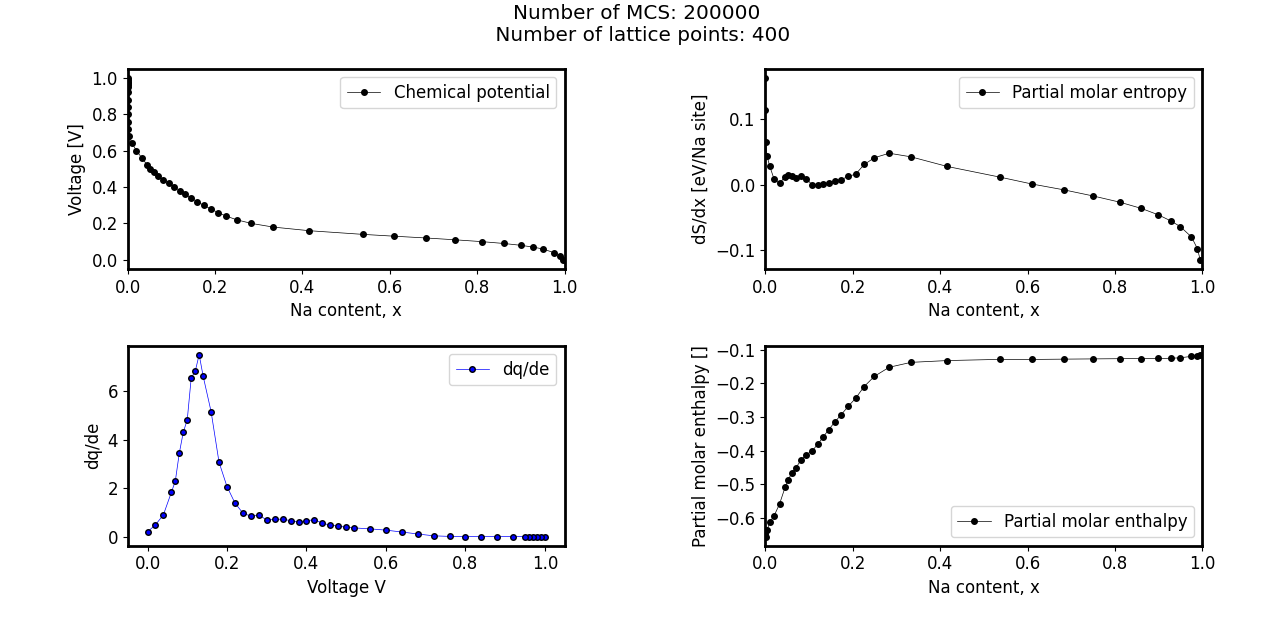 Number of MCS: 200000
Number of lattice points: 400
1.0
0.8
0.6
0.4
0.2
0.0
Voltage [V]
Chemical potential
0.0 0.2 0.4 0.6 0.8 1.0
Na content, x
0.1
0.0
−0.1
dS/dx [eV/Na site]
Partial molar entropy
0.0 0.2 0.4 0.6 0.8 1.0
Na content, x
6
4
2
0
dq/de
dq/de
0.0 0.2 0.4 0.6 0.8 1.0
Voltage V
−0.1
−0.2
−0.3
−0.4
−0.5
−0.6
Partial molar enthalpy []
Partial molar enthalpy
0.0 0.2 0.4 0.6 0.8 1.0
Na content, x